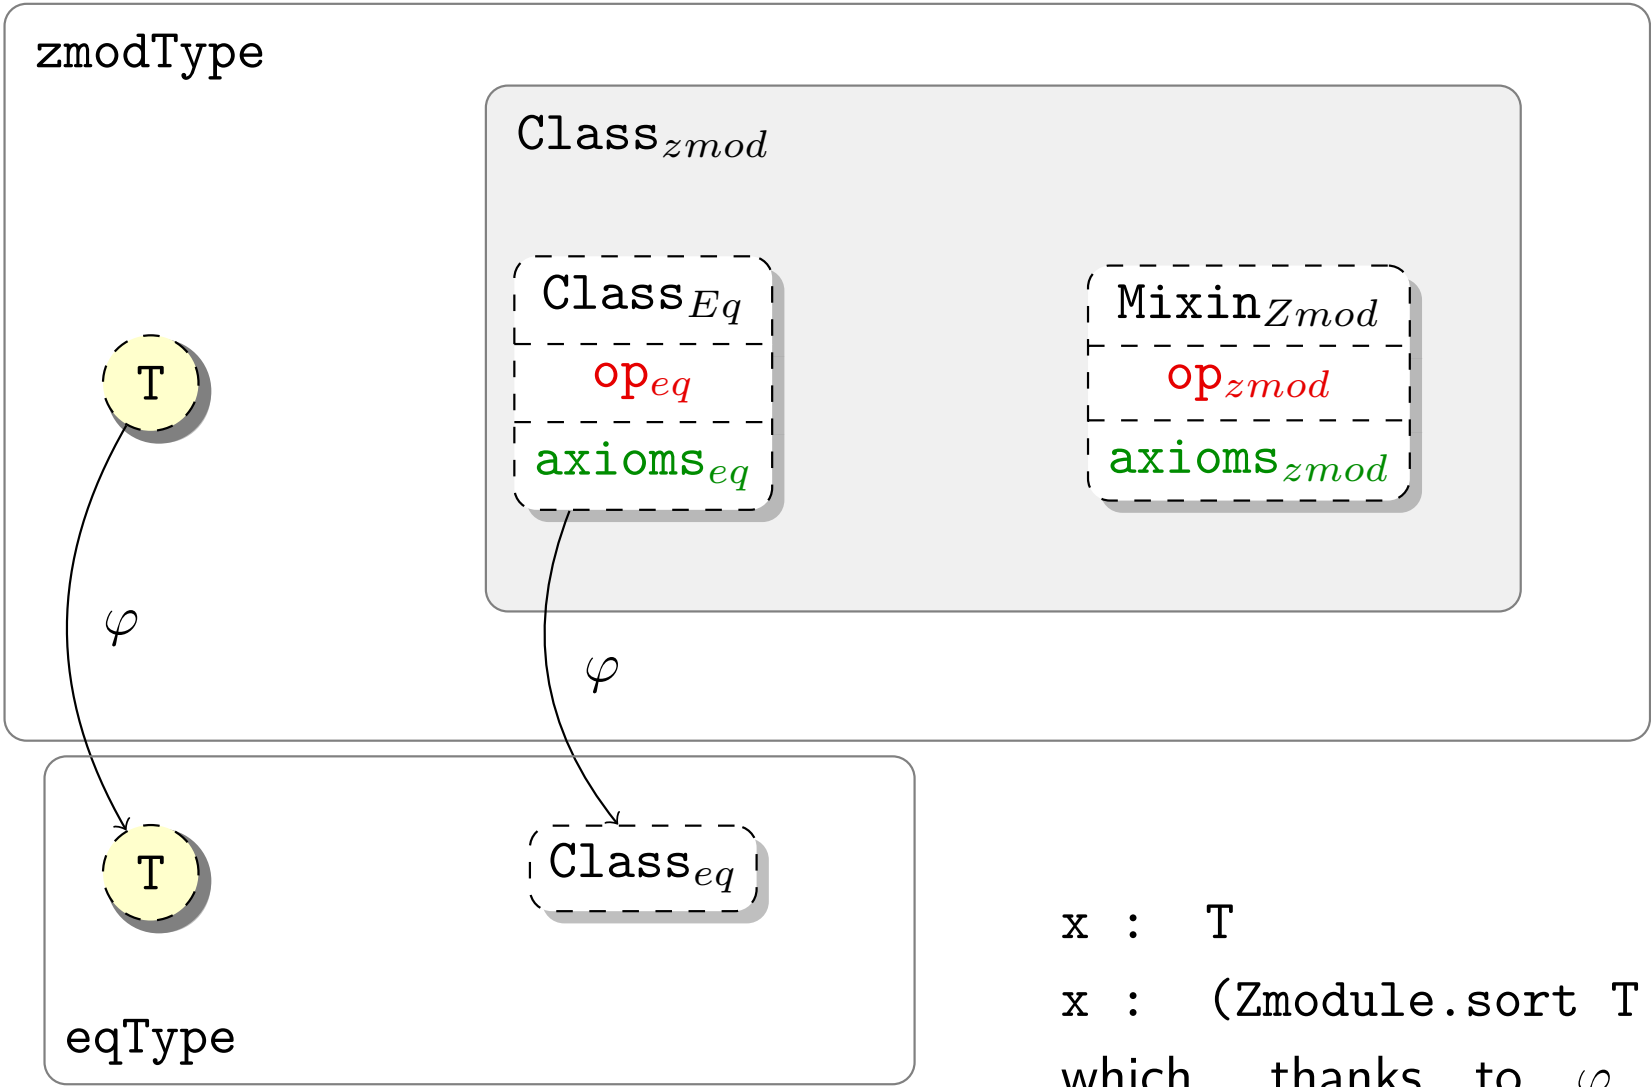 zmodType
Class_zmod
Class_Eq
op_eq
axioms_eq
Mixin_Zmod
op_zmod
axioms_zmod
T
φ
φ
T
Class_eq
eqType
x : T
x : (Zmodule.sort T
which thanks to φ